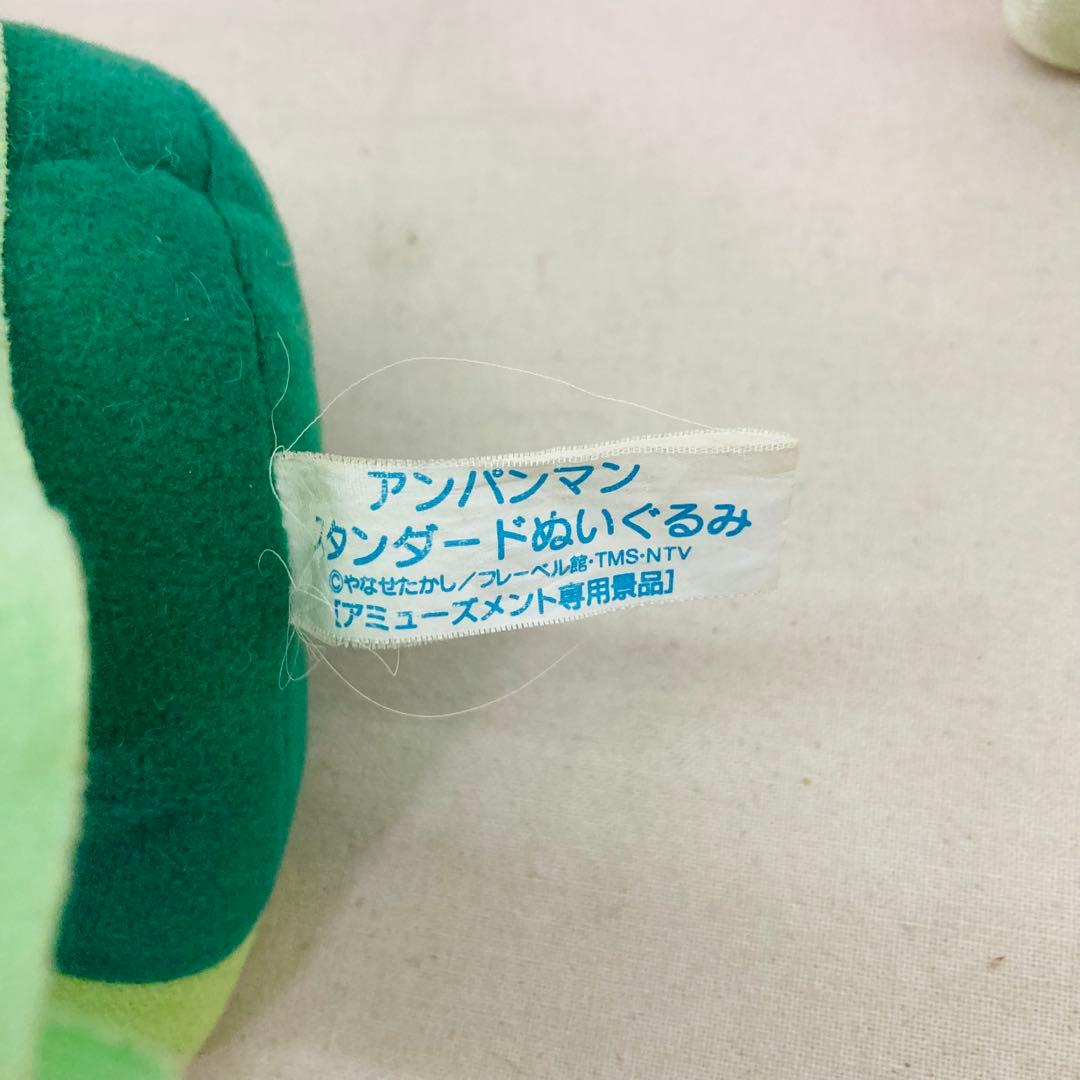 アンパンマン
スタンダードぬいぐるみ
©やなせたかし/フレーベル館・TMS・NTV
[アミューズメント専用景品]